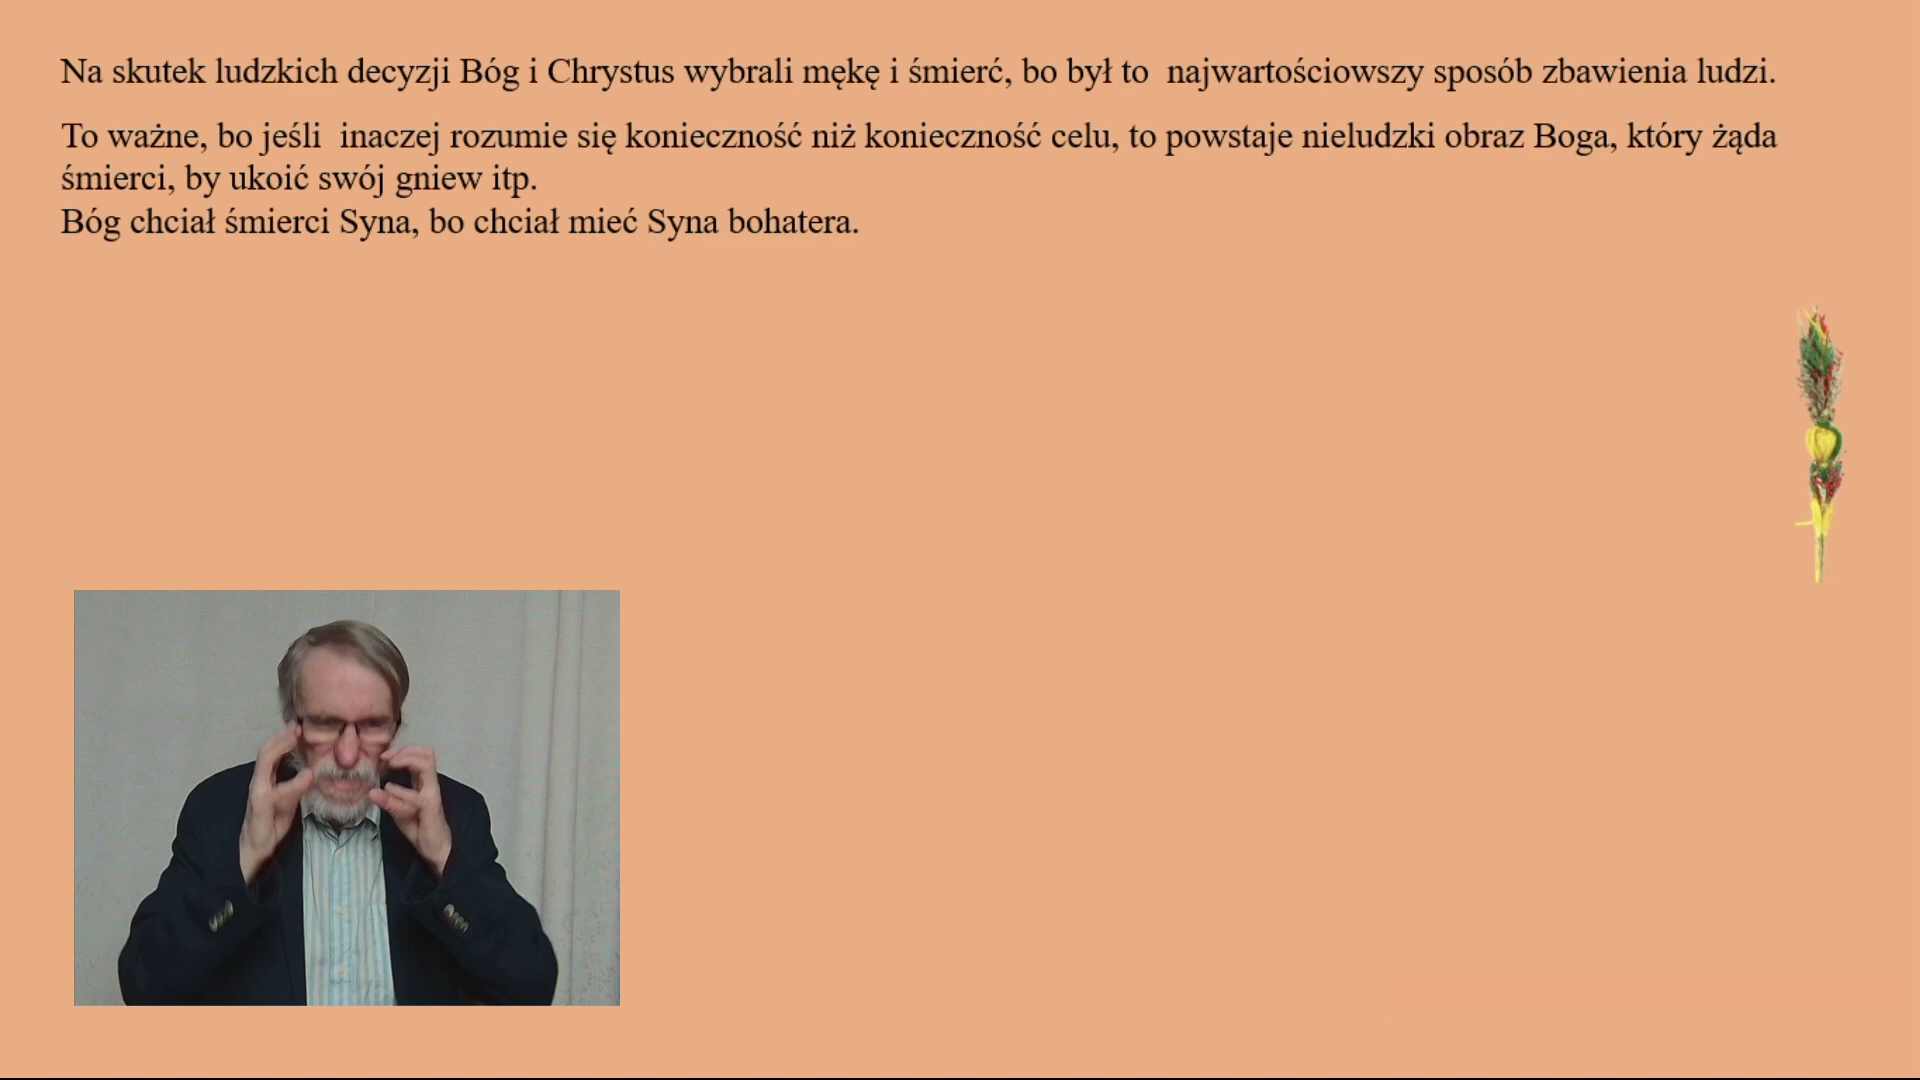 Na skutek ludzkich decyzji Bóg i Chrystus wybrali mękę i śmierć, bo był to  najwartościowszy sposób zbawienia ludzi.
To ważne, bo jeśli  inaczej rozumie się konieczność niż konieczność celu, to powstaje nieludzki obraz Boga, który żąda
śmierci, by ukoić swój gniew itp.
Bóg chciał śmierci Syna, bo chciał mieć Syna bohatera.